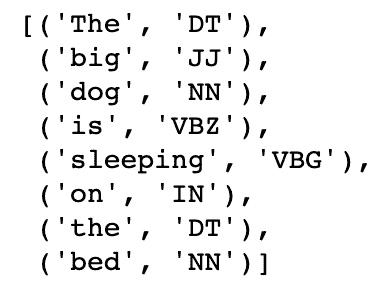 [('The', 'DT'),
('big', 'JJ'),
('dog', 'NN'),
('is', 'VBZ'),
('sleeping', 'VBG'),
('on', 'IN'),
('the', 'DT'),
('bed', 'NN')]